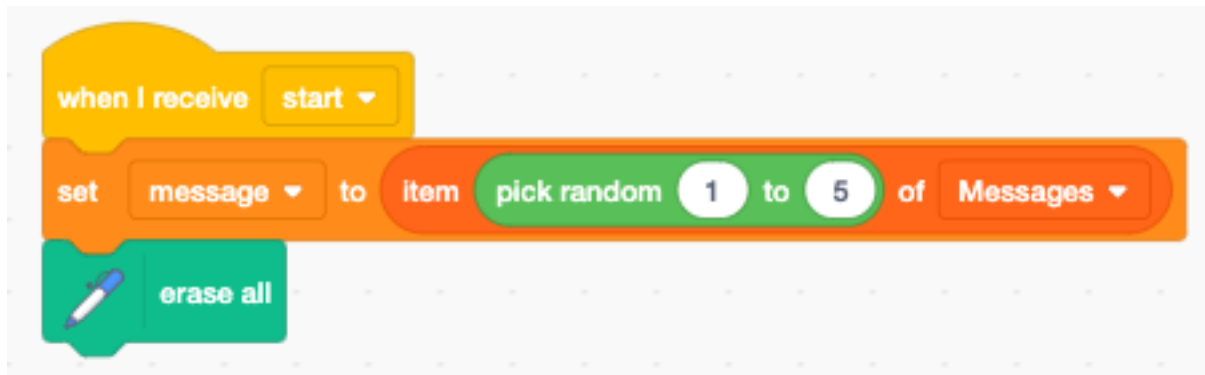 when I receive start
set message to item pick random 1 to 5 of Messages
erase all